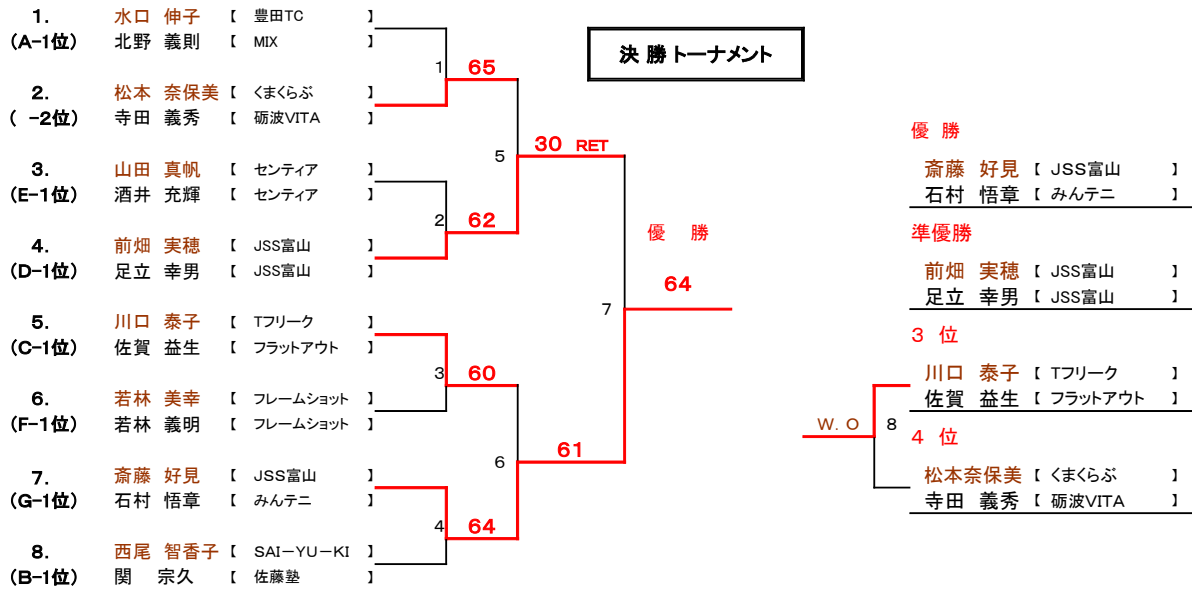 決 勝 トーナメント
1. 水口 伸子 【 豊田TC 】
(A-1位) 北野 義則 【 MIX 】
1 65
2. 松本 奈保美 【 くまくらぶ 】
( -2位) 寺田 義秀 【 砺波VITA 】
5 30 RET
3. 山田 真帆 【 センティア 】
(E-1位) 酒井 充輝 【 センティア 】
2 62
4. 前畑 実穂 【 JSS富山 】
(D-1位) 足立 幸男 【 JSS富山 】
優 勝
7 64
5. 川口 泰子 【 Tフリーク 】
(C-1位) 佐賀 益生 【 フラットアウト 】
3 60
6. 若林 美幸 【 フレームショット 】
(F-1位) 若林 義明 【 フレームショット 】
6 61
7. 斎藤 好見 【 JSS富山 】
(G-1位) 石村 悟章 【 みんテニ 】
4 64
8. 西尾 智香子 【 SAI-YU-KI 】
(B-1位) 関 宗久 【 佐藤塾 】
優 勝
斎藤 好見 【 JSS富山 】
石村 悟章 【 みんテニ 】
準優勝
前畑 実穂 【 JSS富山 】
足立 幸男 【 JSS富山 】
3 位
川口 泰子 【 Tフリーク 】
佐賀 益生 【 フラットアウト 】
W.O 8
4 位
松本奈保美 【 くまくらぶ 】
寺田 義秀 【 砺波VITA 】